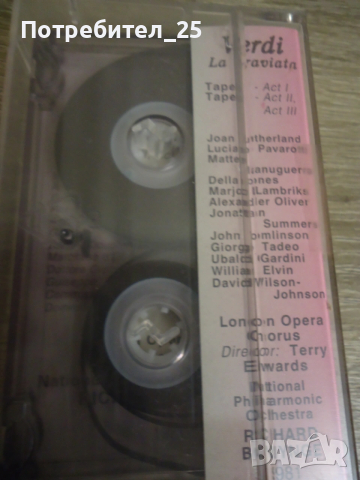 Потребител_25
Verdi
La Traviata
Tape - Act I
Tape - Act II,
Act III
Joan Sutherland
Luciano Pavarotti
Matteo
Manuguerra
Della Jones
Marjon Lambriks
Alexander Oliver
Jonathan
Summers
John Tomlinson
Giorgio Tadeo
Ubaldo Gardini
William Elvin
David Wilson-
Johnson
London Opera
Chorus
Director: Terry
Edwards
National
Philharmonic
Orchestra
RICHARD
BAZAR